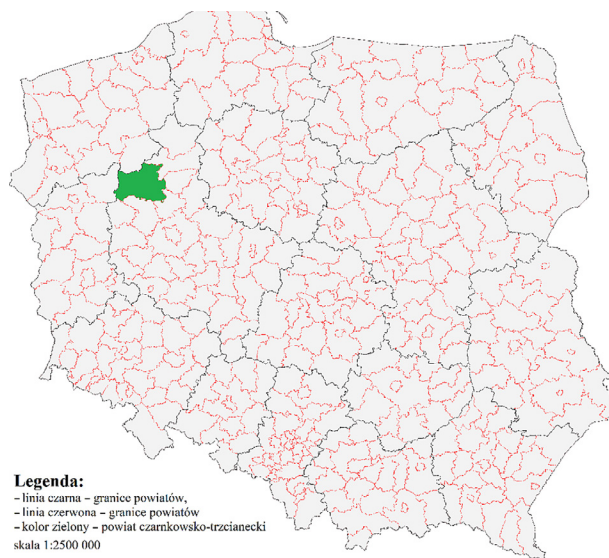 Legenda:
– linia czarna – granice powiatów,
– linia czerwona – granice powiatów
– kolor zielony – powiat czarnkowsko-trzcianecki
skala 1:2500 000